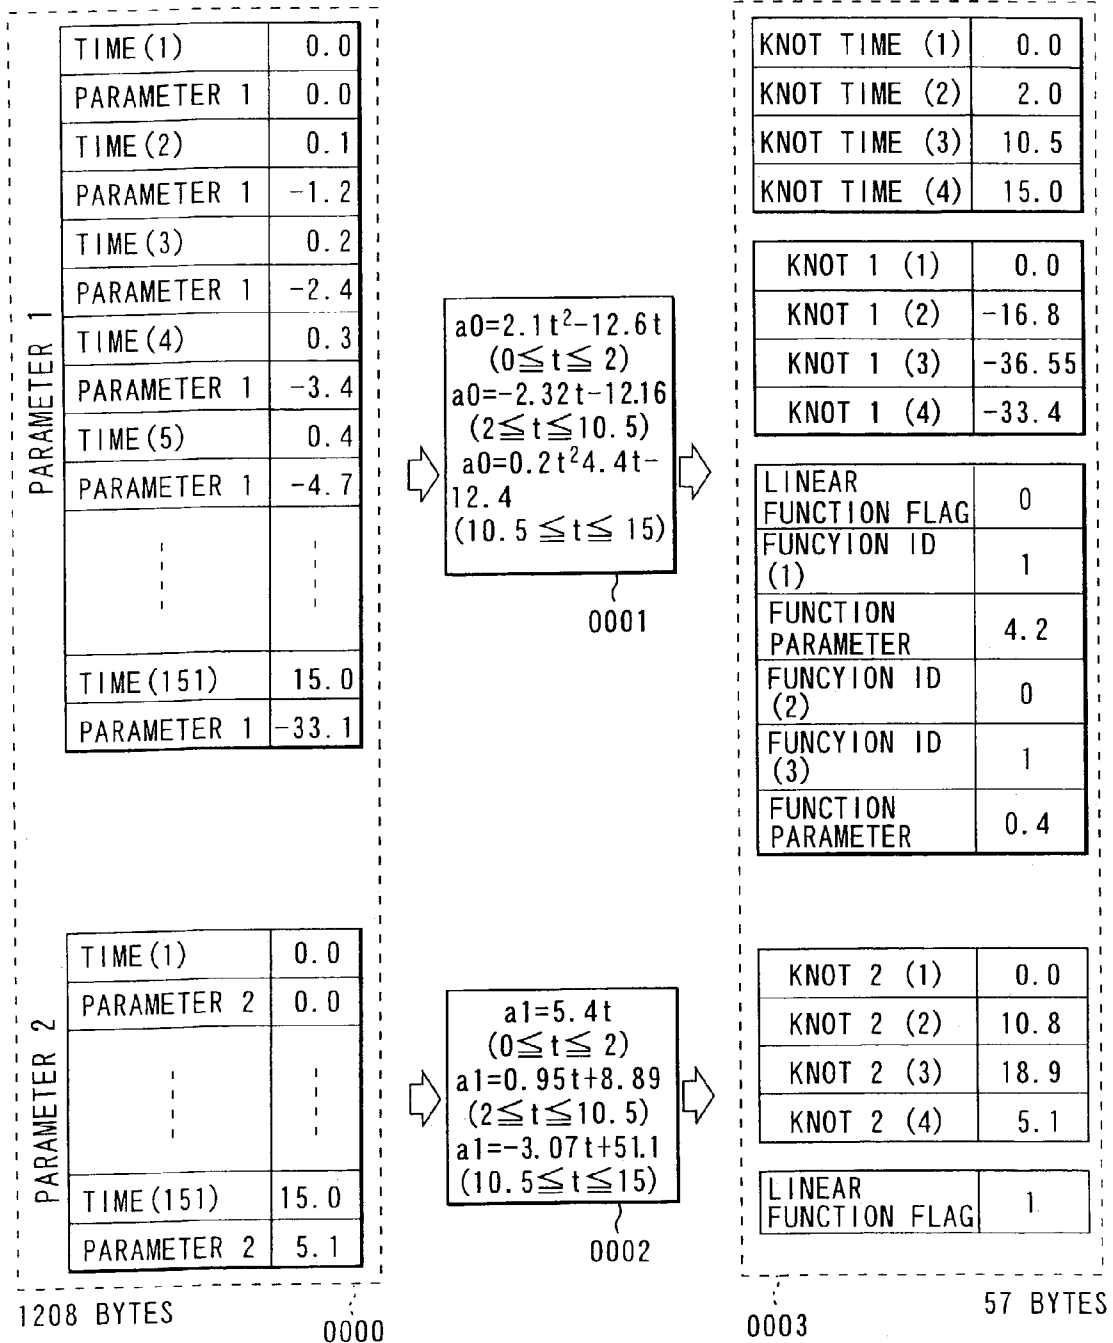 PARAMETER 1
TIME(1) 0.0
PARAMETER 1 0.0
TIME(2) 0.1
PARAMETER 1 -1.2
TIME(3) 0.2
PARAMETER 1 -2.4
TIME(4) 0.3
PARAMETER 1 -3.4
TIME(5) 0.4
PARAMETER 1 -4.7
TIME(151) 15.0
PARAMETER 1 -33.1
PARAMETER 2
TIME(1) 0.0
PARAMETER 2 0.0
TIME(151) 15.0
PARAMETER 2 5.1
1208 BYTES
0000
a0=2.1t²-12.6t
(0≦t≦2)
a0=-2.32t-12.16
(2≦t≦10.5)
a0=0.2t²4.4t-
12.4
(10.5≦t≦15)
0001
a1=5.4t
(0≦t≦2)
a1=0.95t+8.89
(2≦t≦10.5)
a1=-3.07t+51.1
(10.5≦t≦15)
0002
KNOT TIME (1) 0.0
KNOT TIME (2) 2.0
KNOT TIME (3) 10.5
KNOT TIME (4) 15.0
KNOT 1 (1) 0.0
KNOT 1 (2) -16.8
KNOT 1 (3) -36.55
KNOT 1 (4) -33.4
LINEAR
FUNCTION FLAG 0
FUNCYION ID
(1) 1
FUNCTION
PARAMETER 4.2
FUNCYION ID
(2) 0
FUNCYION ID
(3) 1
FUNCTION
PARAMETER 0.4
KNOT 2 (1) 0.0
KNOT 2 (2) 10.8
KNOT 2 (3) 18.9
KNOT 2 (4) 5.1
LINEAR
FUNCTION FLAG 1
57 BYTES
0003